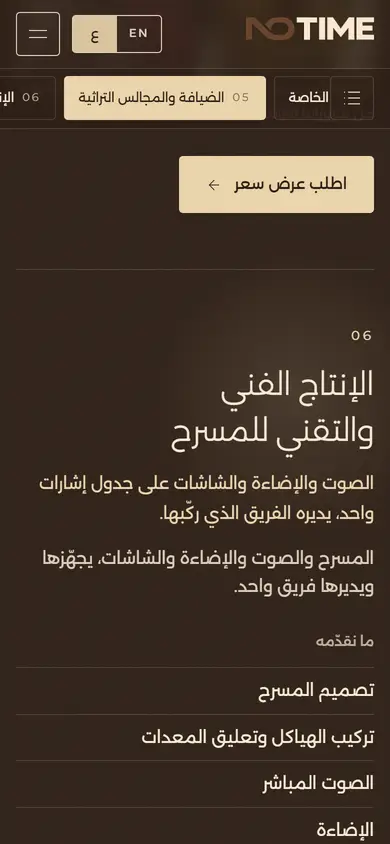 NOTIME
EN
ع
الخاصة
05 الضيافة والمجالس التراثية
06
اطلب عرض سعر ←
06
الإنتاج الفني
والتقني للمسرح
الصوت والإضاءة والشاشات على جدول إشارات
واحد، يديره الفريق الذي ركّبها.
المسرح والصوت والإضاءة والشاشات، يجهّزها
ويديرها فريق واحد.
ما نقدّمه
تصميم المسرح
تركيب الهياكل وتعليق المعدات
الصوت المباشر
الإضاءة